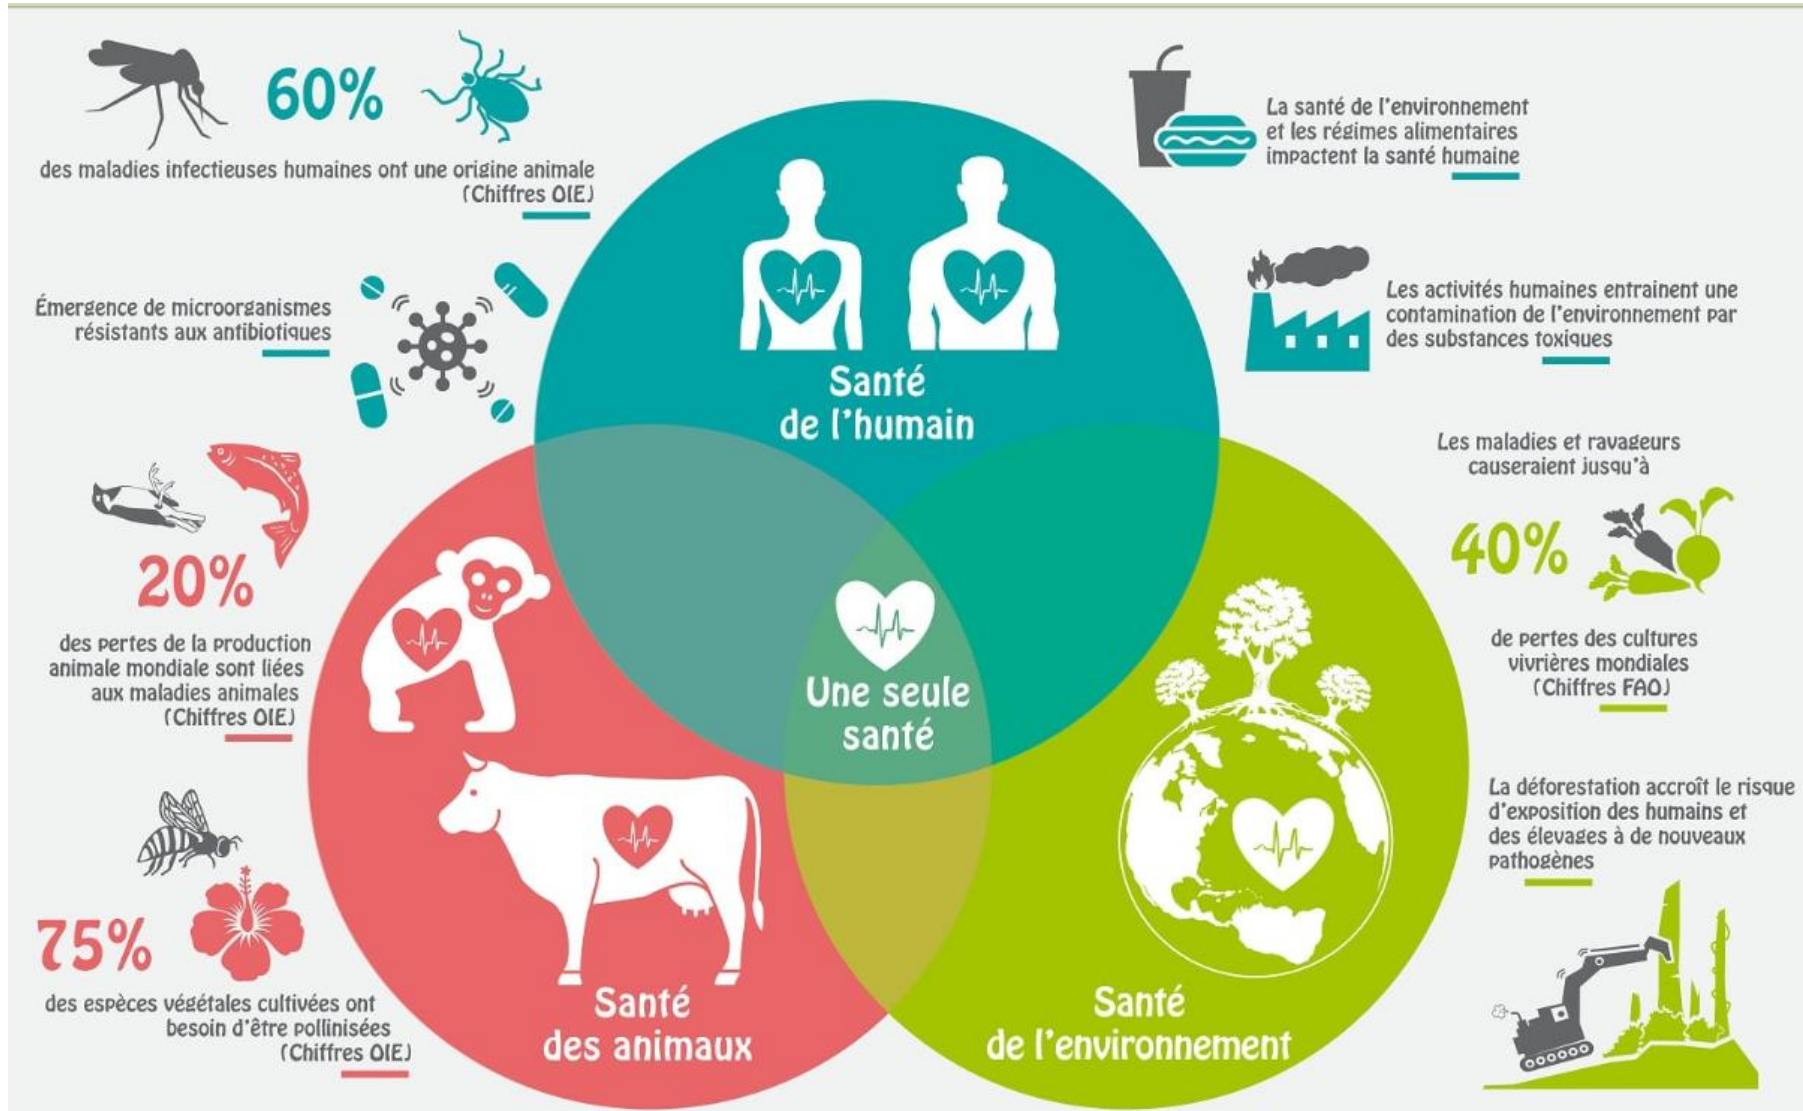 60%
des maladies infectieuses humaines ont une origine animale
(Chiffres OIE)
Émergence de microorganismes
résistants aux antibiotiques
20%
des pertes de la production
animale mondiale sont liées
aux maladies animales
(Chiffres OIE)
75%
des espèces végétales cultivées ont
besoin d'être pollinisées
(Chiffres OIE)
Santé
de l'humain
Une seule
santé
Santé
des animaux
Santé
de l'environnement
La santé de l'environnement
et les régimes alimentaires
impactent la santé humaine
Les activités humaines entrainent une
contamination de l'environnement par
des substances toxiques
Les maladies et ravageurs
causeraient jusqu'à
40%
de pertes des cultures
vivrières mondiales
(Chiffres FAO)
La déforestation accroît le risque
d'exposition des humains et
des élevages à de nouveaux
pathogènes